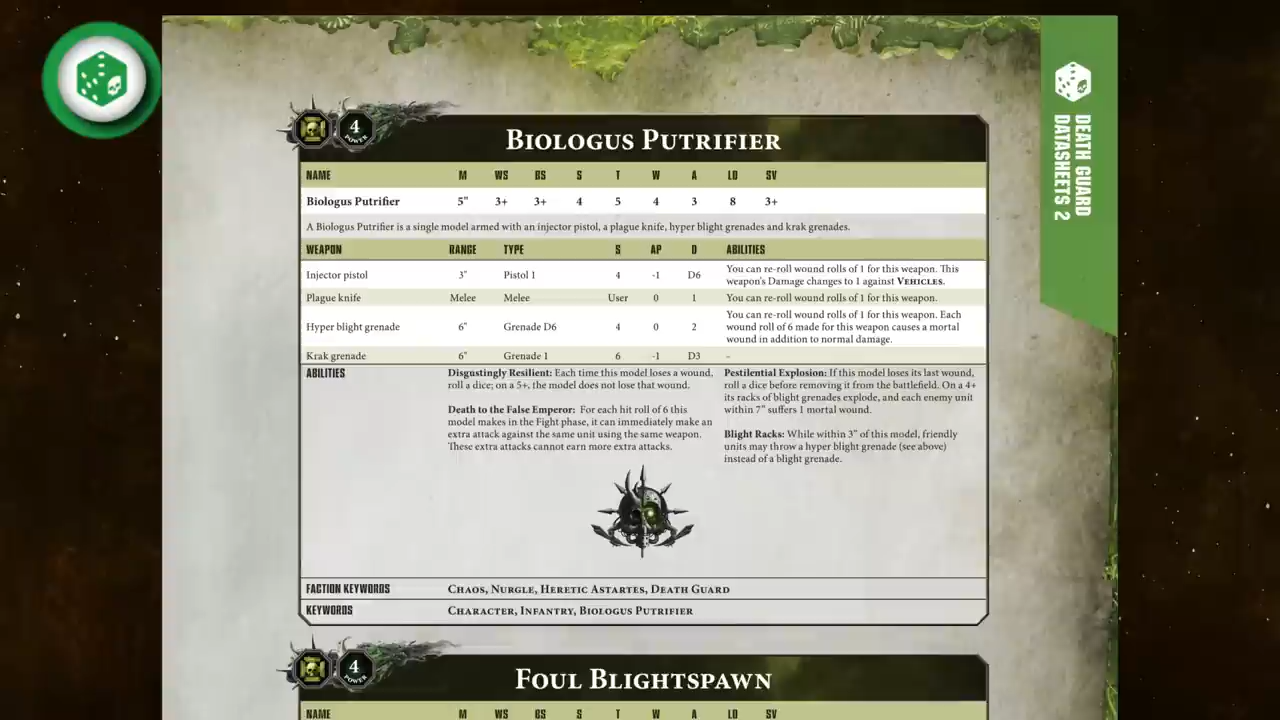 DEATH GUARD
DATASHEETS 2
4
POWER
BIOLOGUS PUTRIFIER
NAME M WS BS S T W A LD SV
Biologus Putrifier 5" 3+ 3+ 4 5 4 3 8 3+
A Biologus Putrifier is a single model armed with an injector pistol, a plague knife, hyper blight grenades and krak grenades.
WEAPON RANGE TYPE S AP D ABILITIES
Injector pistol 3" Pistol 1 4 -1 D6 You can re-roll wound rolls of 1 for this weapon. This
weapon's Damage changes to 1 against VEHICLES.
Plague knife Melee Melee User 0 1 You can re-roll wound rolls of 1 for this weapon.
Hyper blight grenade 6" Grenade D6 4 0 2 You can re-roll wound rolls of 1 for this weapon. Each
wound roll of 6 made for this weapon causes a mortal
wound in addition to normal damage.
Krak grenade 6" Grenade 1 6 -1 D3 -
ABILITIES
Disgustingly Resilient: Each time this model loses a wound,
roll a dice; on a 5+, the model does not lose that wound.
Death to the False Emperor: For each hit roll of 6 this
model makes in the Fight phase, it can immediately make an
extra attack against the same unit using the same weapon.
These extra attacks cannot earn more extra attacks.
Pestilential Explosion: If this model loses its last wound,
roll a dice before removing it from the battlefield. On a 4+
its racks of blight grenades explode, and each enemy unit
within 7" suffers 1 mortal wound.
Blight Racks: While within 3" of this model, friendly
units may throw a hyper blight grenade (see above)
instead of a blight grenade.
FACTION KEYWORDS CHAOS, NURGLE, HERETIC ASTARTES, DEATH GUARD
KEYWORDS CHARACTER, INFANTRY, BIOLOGUS PUTRIFIER
4
POWER
FOUL BLIGHTSPAWN
NAME M WS BS S T W A LD SV